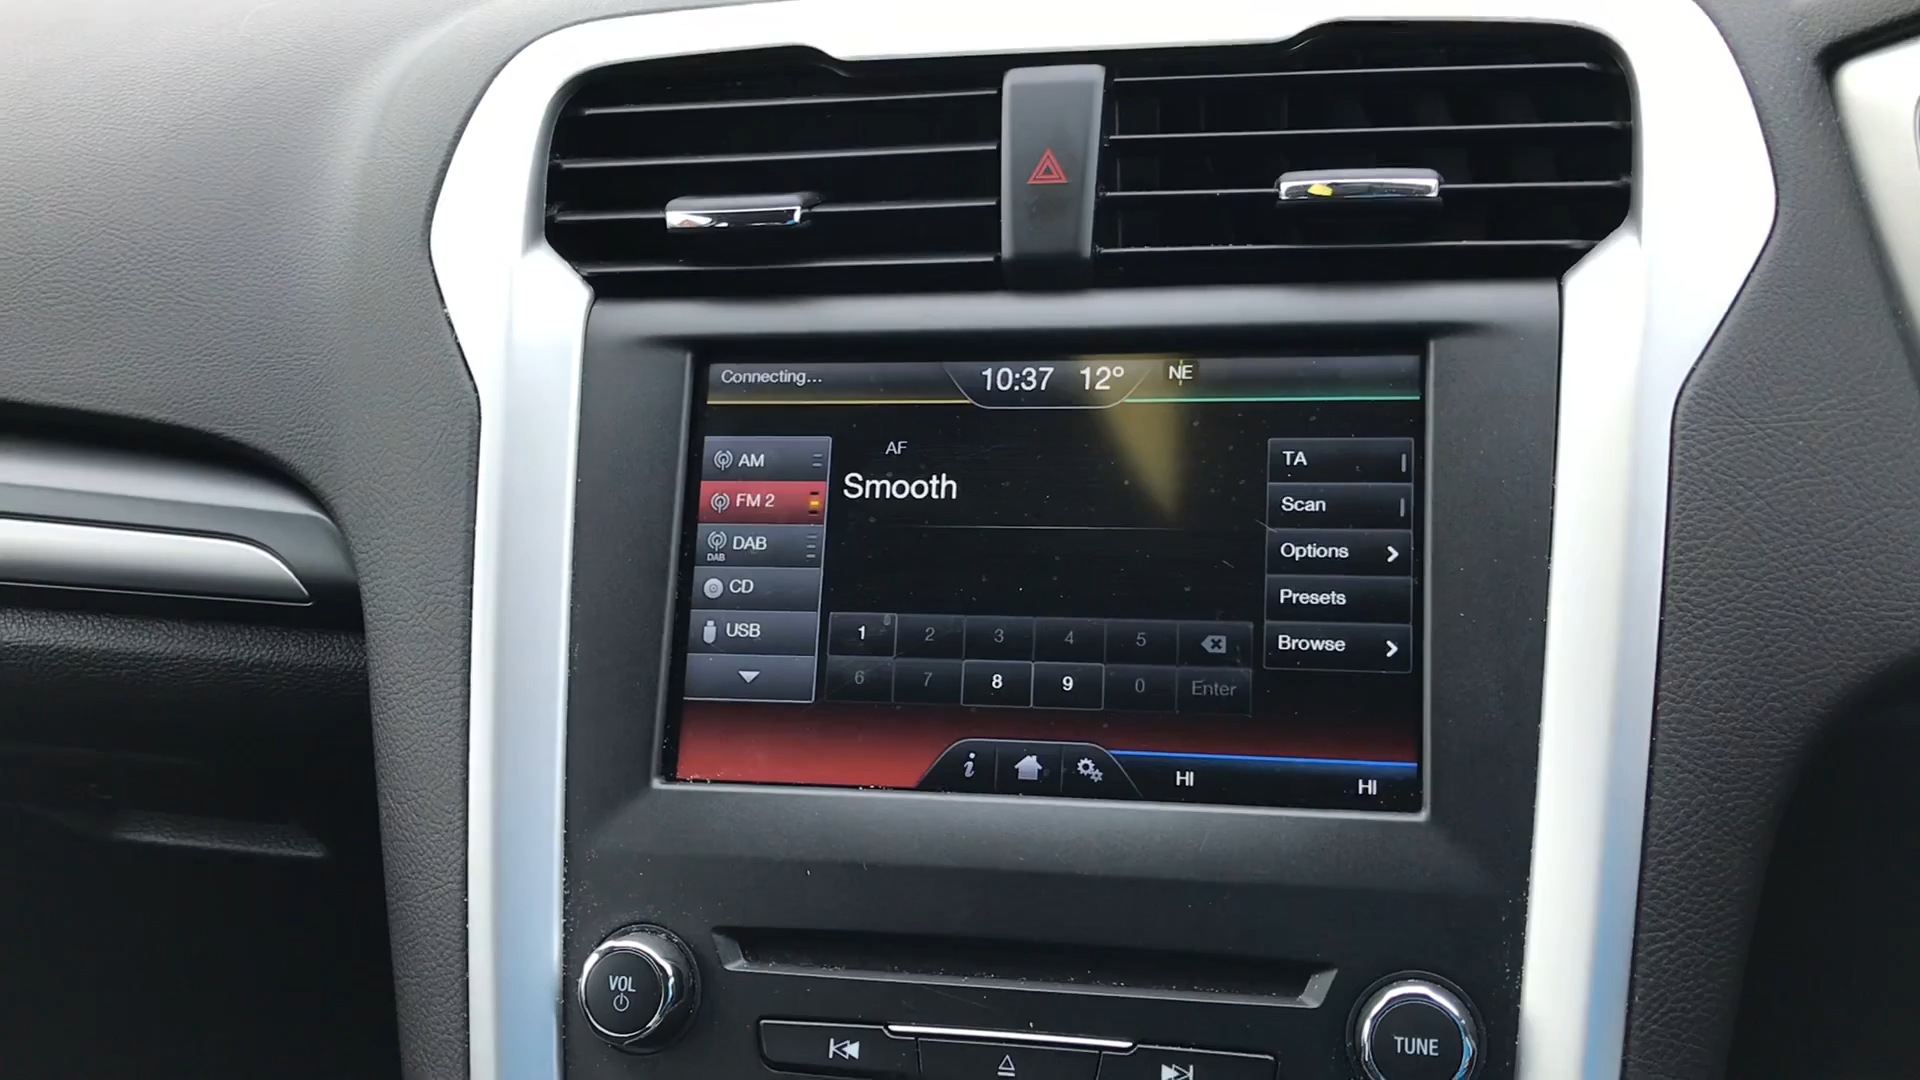 Connecting...
10:37 12° NE
AM
FM 2
DAB
DAB
CD
USB
AF
Smooth
TA
Scan
Options
Presets
Browse
1 2 3 4 5
6 7 8 9 0 Enter
i
HI HI
VOL
TUNE